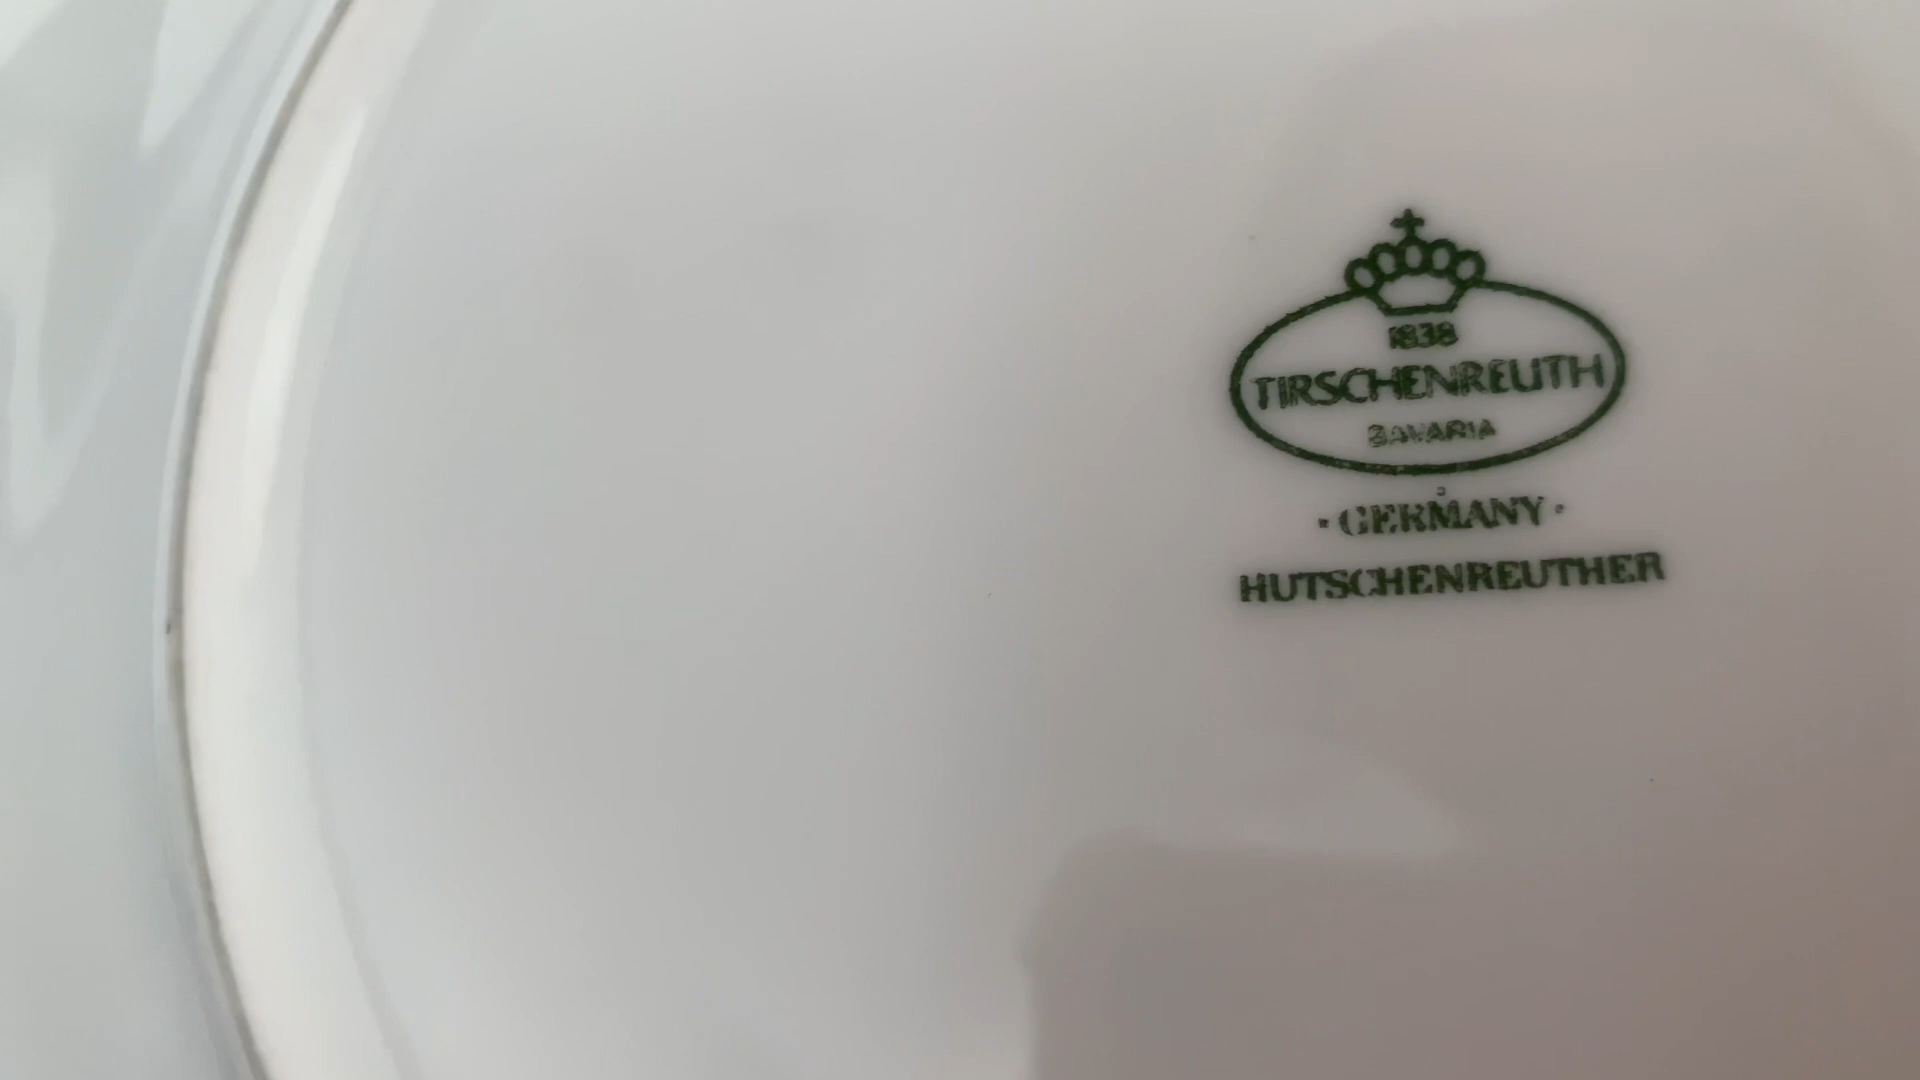 1838
TIRSCHENREUTH
BAVARIA
· GERMANY ·
HUTSCHENREUTHER